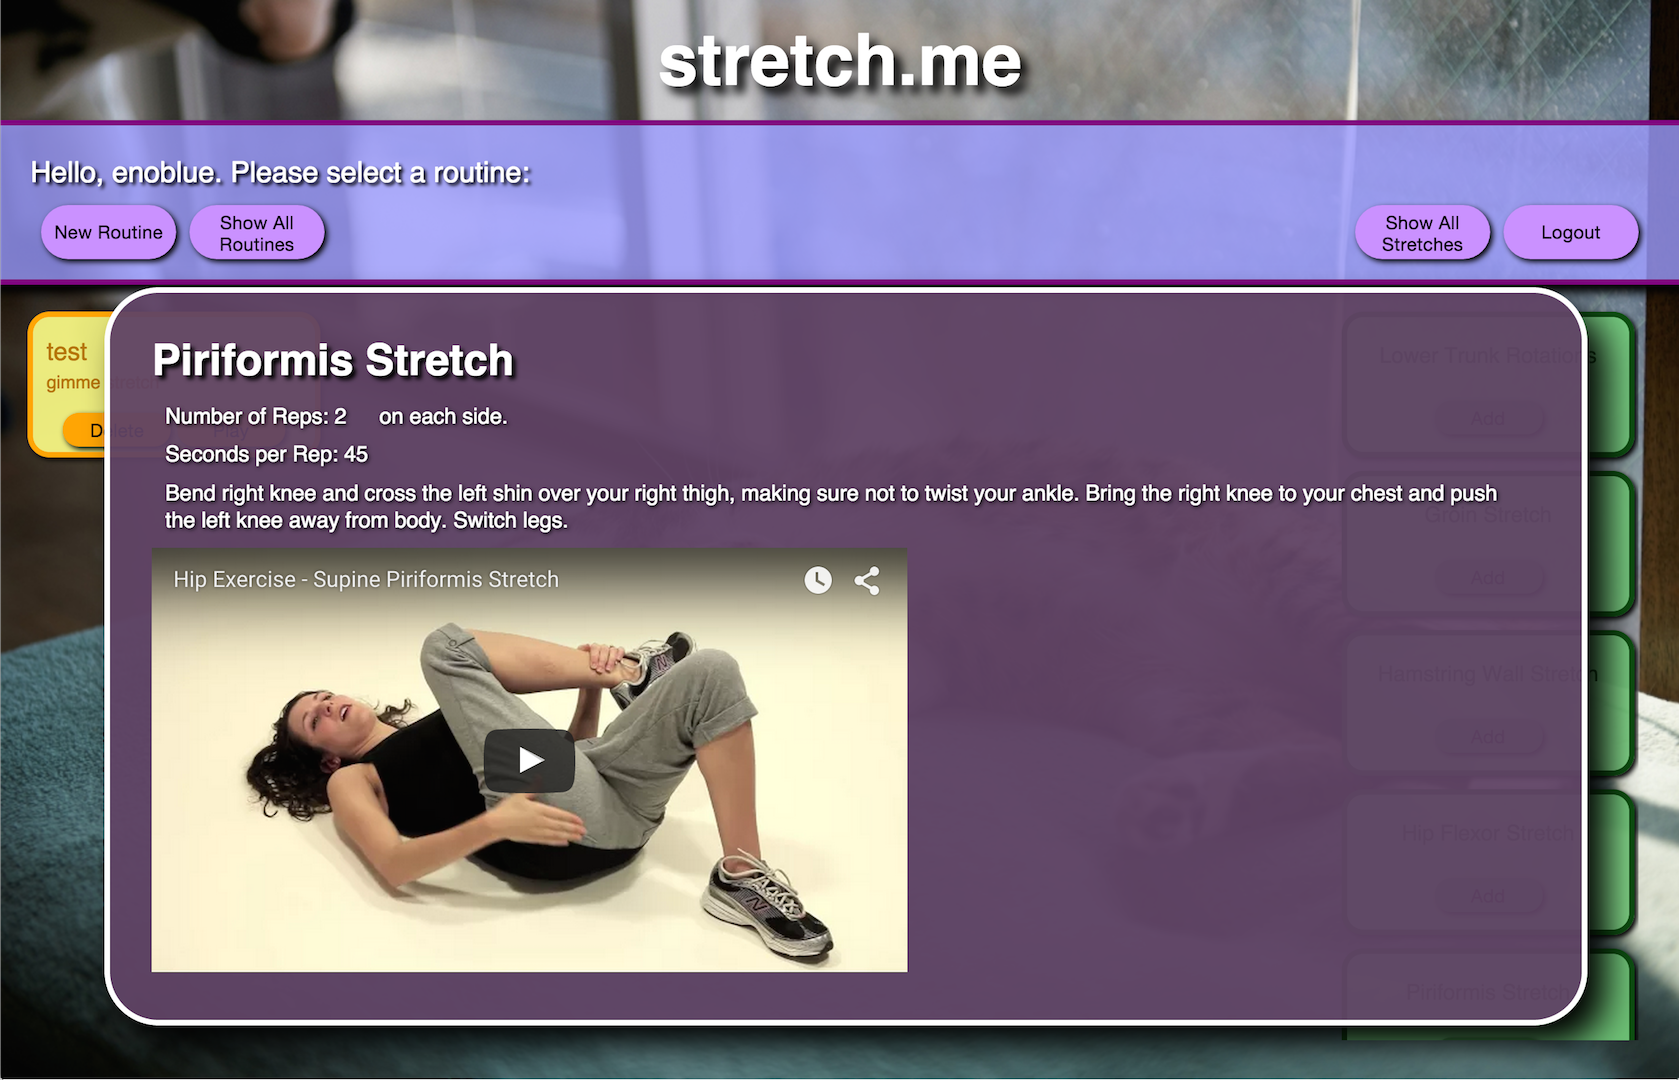 stretch.me
Hello, enoblue. Please select a routine:
New Routine
Show All
Routines
Show All
Stretches
Logout
test
gimme stretch
Delete
Play
Piriformis Stretch
Number of Reps: 2 on each side.
Seconds per Rep: 45
Bend right knee and cross the left shin over your right thigh, making sure not to twist your ankle. Bring the right knee to your chest and push
the left knee away from body. Switch legs.
Hip Exercise - Supine Piriformis Stretch
Lower Trunk Rotations
Add
Groin Stretch
Add
Hamstring Wall Stretch
Add
Hip Flexor Stretch
Add
Piriformis Stretch